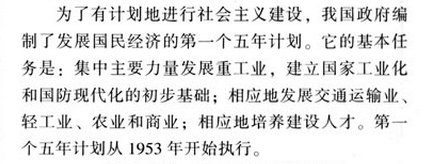 为了有计划地进行社会主义建设，我国政府编
制了发展国民经济的第一个五年计划。它的基本任
务是：集中主要力量发展重工业，建立国家工业化
和国防现代化的初步基础；相应地发展交通运输业、
轻工业、农业和商业；相应地培养建设人才。第一
个五年计划从 1953 年开始执行。